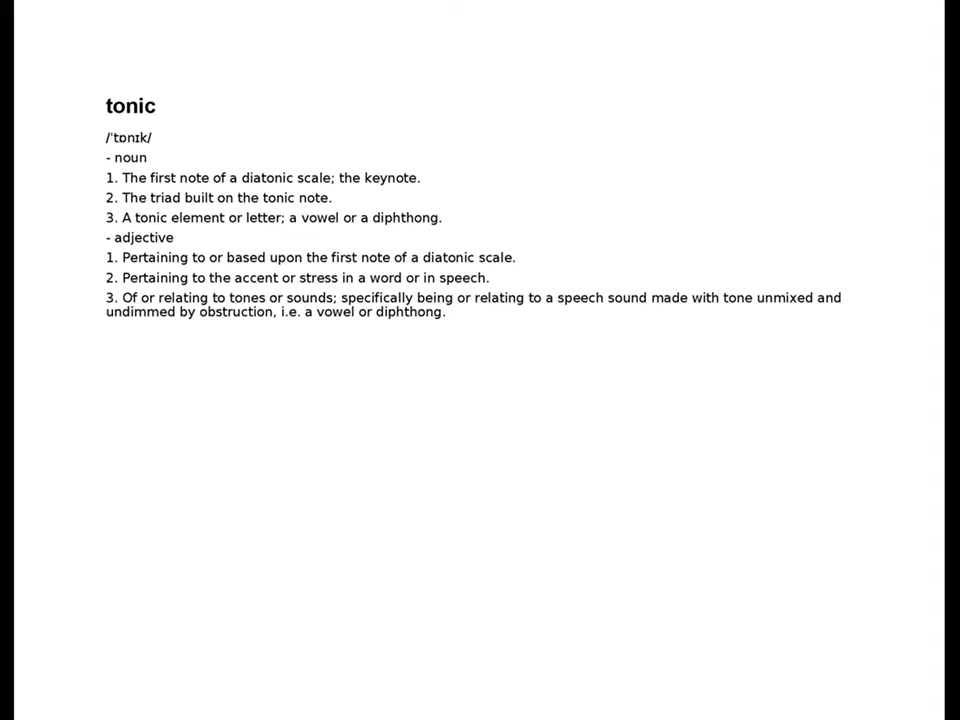 tonic
/ˈtɒnɪk/
- noun
1. The first note of a diatonic scale; the keynote.
2. The triad built on the tonic note.
3. A tonic element or letter; a vowel or a diphthong.
- adjective
1. Pertaining to or based upon the first note of a diatonic scale.
2. Pertaining to the accent or stress in a word or in speech.
3. Of or relating to tones or sounds; specifically being or relating to a speech sound made with tone unmixed and
undimmed by obstruction, i.e. a vowel or diphthong.